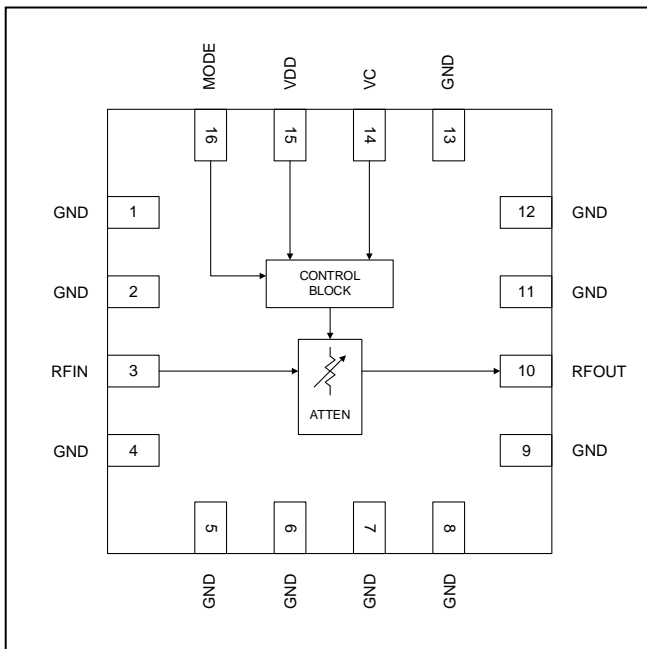 MODE
VDD
VC
GND
16
15
14
13
GND
1
12
GND
GND
2
CONTROL
BLOCK
11
GND
RFIN
3
10
RFOUT
ATTEN
GND
4
9
GND
5
6
7
8
GND
GND
GND
GND